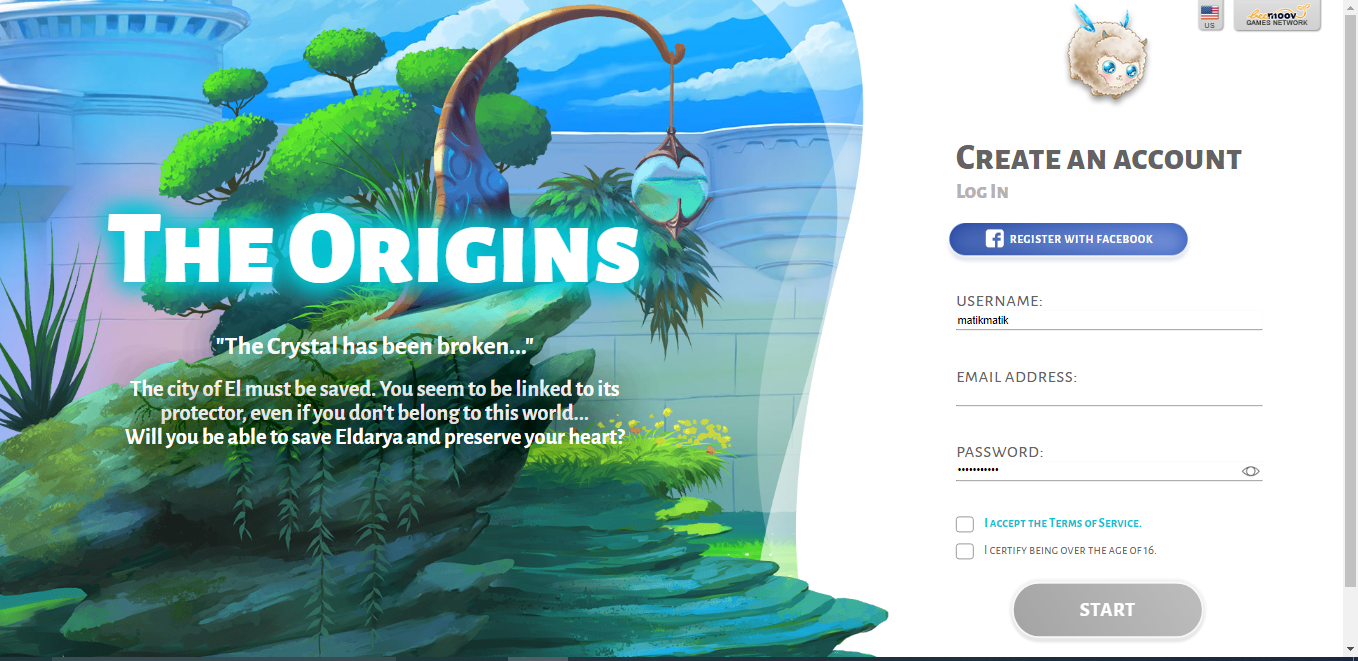 US
beemoov
GAMES NETWORK
CREATE AN ACCOUNT
LOG IN
REGISTER WITH FACEBOOK
USERNAME:
matikmatik
EMAIL ADDRESS:
PASSWORD:
I ACCEPT THE TERMS OF SERVICE.
I CERTIFY BEING OVER THE AGE OF 16.
START
THE ORIGINS
"The Crystal has been broken..."
The city of El must be saved. You seem to be linked to its
protector, even if you don't belong to this world...
Will you be able to save Eldarya and preserve your heart?